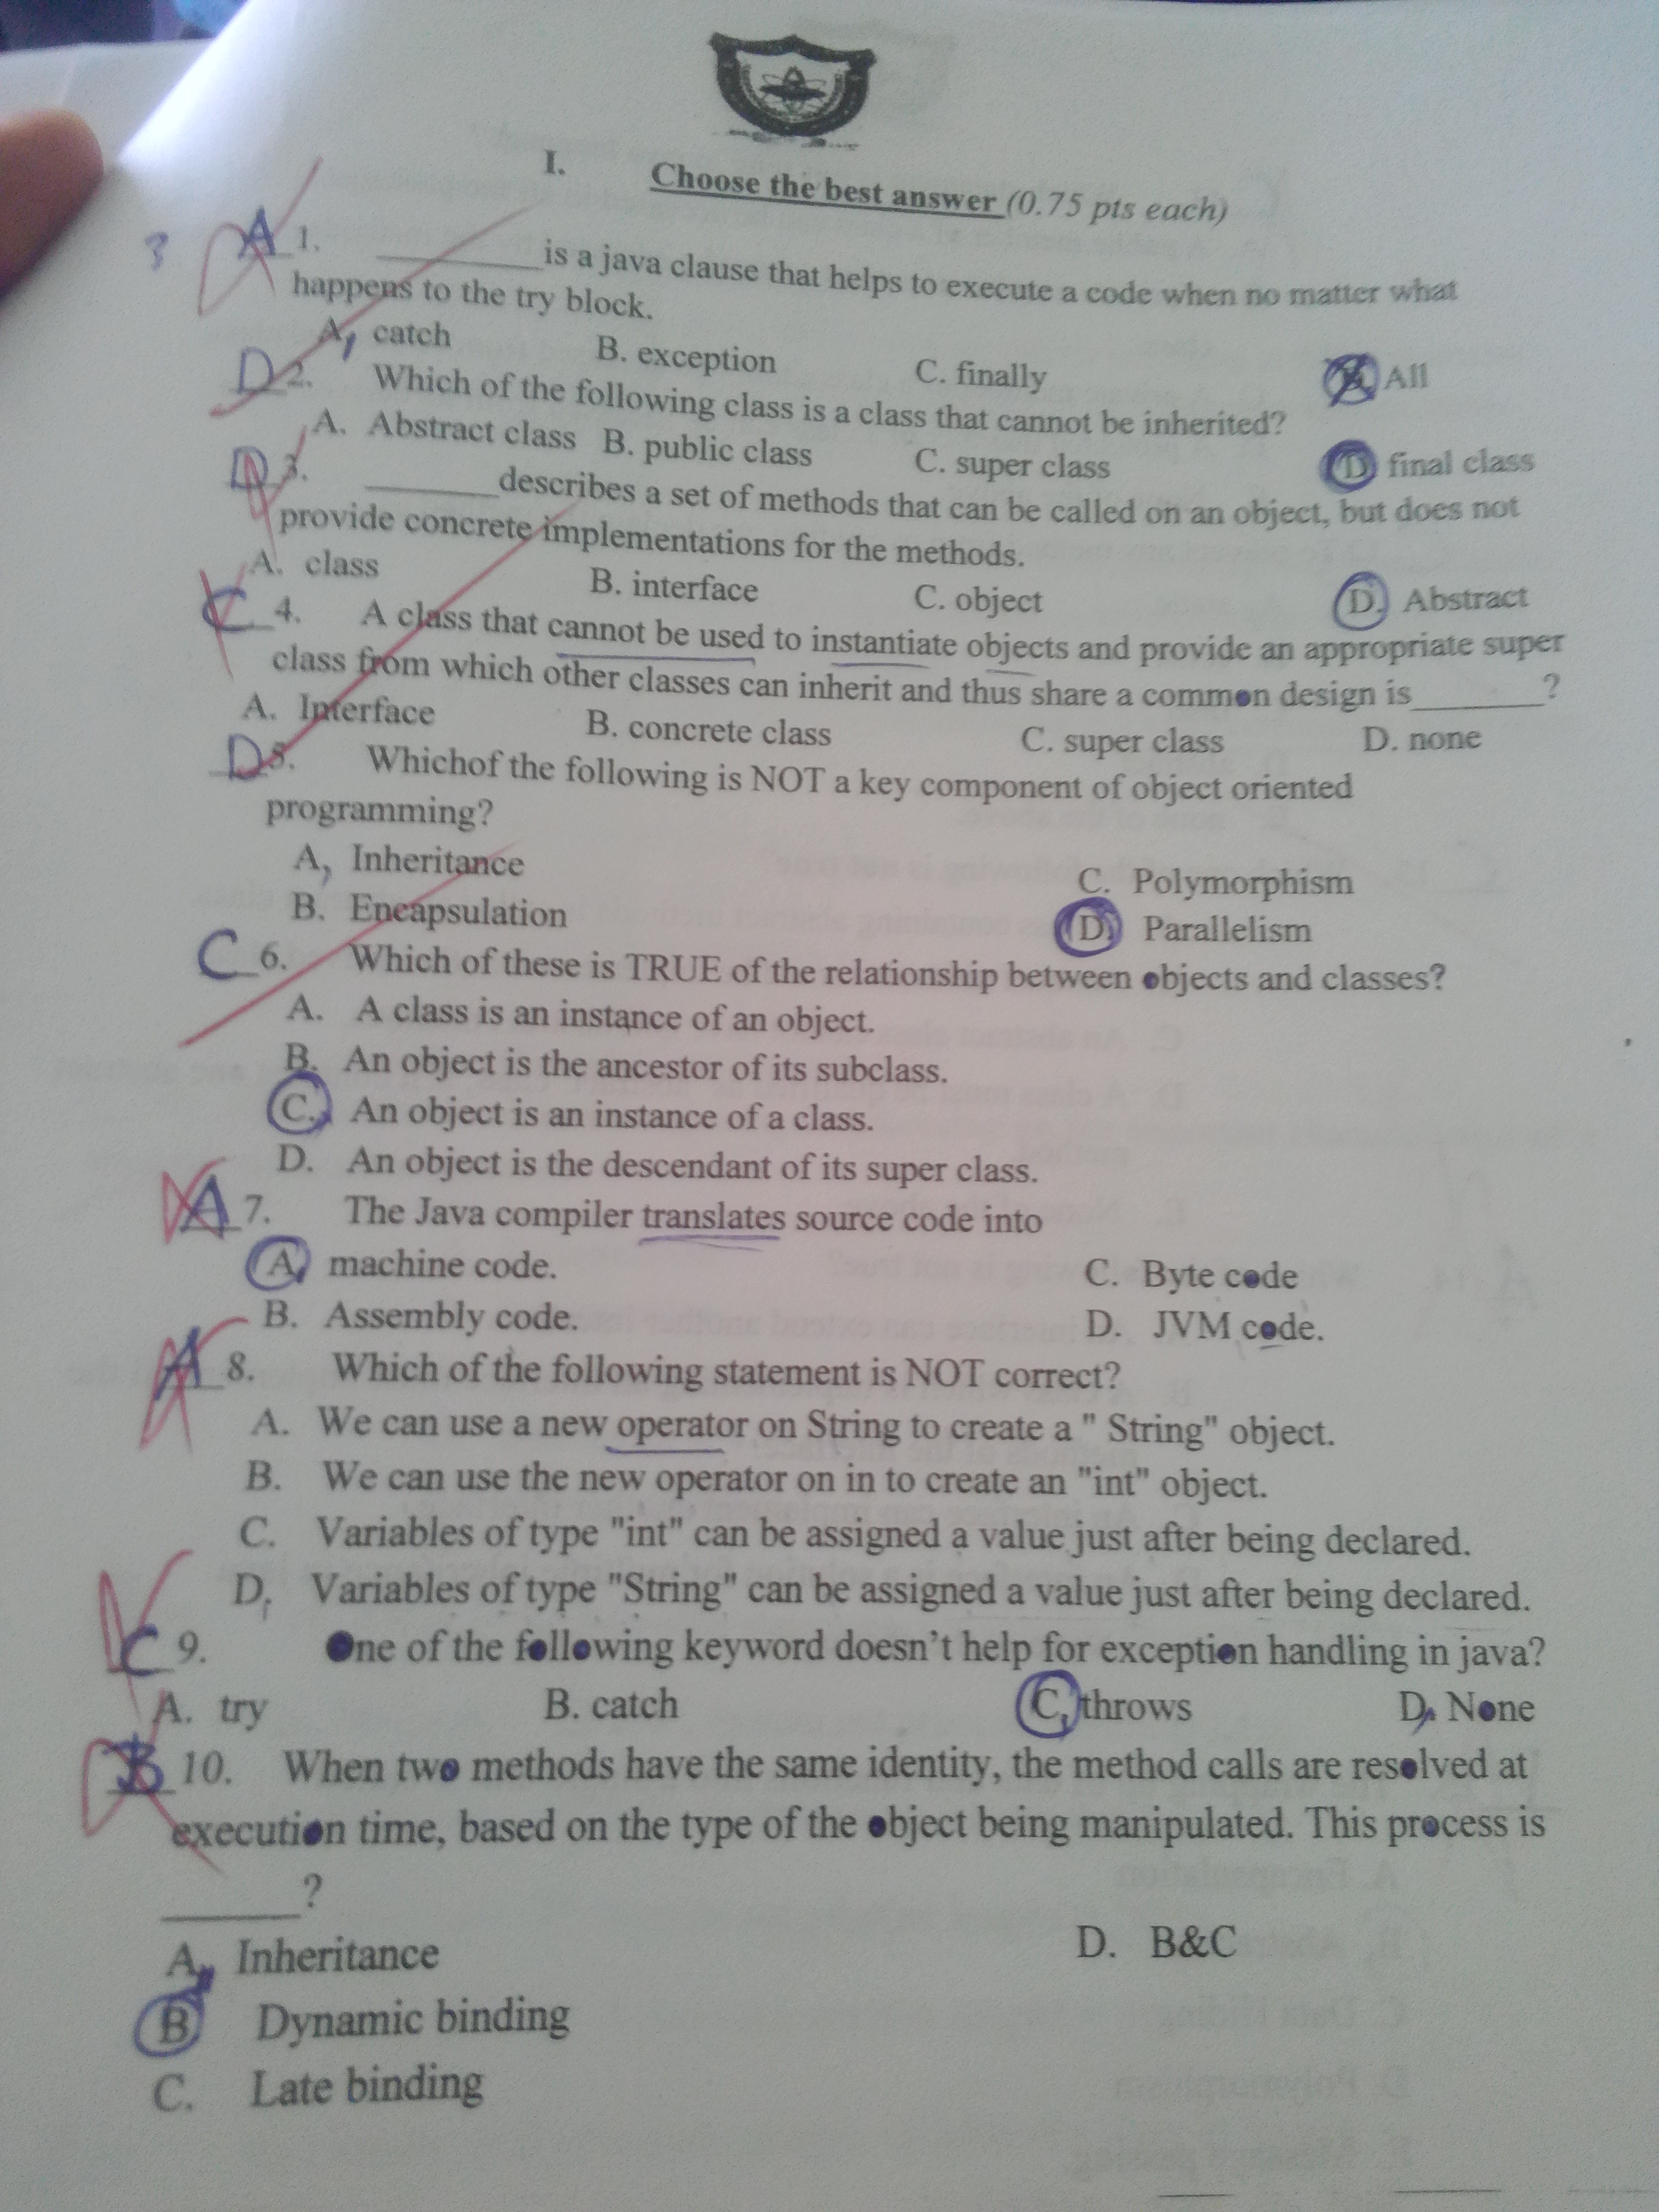 I. Choose the best answer (0.75 pts each)
A 1. ________ is a java clause that helps to execute a code when no matter what
happens to the try block.
A, catch B. exception C. finally All
D 2. Which of the following class is a class that cannot be inherited?
A. Abstract class B. public class C. super class D final class
D 3. ________describes a set of methods that can be called on an object, but does not
provide concrete implementations for the methods.
A. class B. interface C. object D. Abstract
C 4. A class that cannot be used to instantiate objects and provide an appropriate super
class from which other classes can inherit and thus share a common design is________?
A. Interface B. concrete class C. super class D. none
D 5. Whichof the following is NOT a key component of object oriented
programming?
A, Inheritance C. Polymorphism
B. Encapsulation D. Parallelism
C 6. Which of these is TRUE of the relationship between objects and classes?
A. A class is an instance of an object.
B. An object is the ancestor of its subclass.
C. An object is an instance of a class.
D. An object is the descendant of its super class.
A 7. The Java compiler translates source code into
A, machine code. C. Byte code
B. Assembly code. D. JVM code.
A 8. Which of the following statement is NOT correct?
A. We can use a new operator on String to create a " String" object.
B. We can use the new operator on in to create an "int" object.
C. Variables of type "int" can be assigned a value just after being declared.
D. Variables of type "String" can be assigned a value just after being declared.
C 9. One of the following keyword doesn't help for exception handling in java?
A. try B. catch C, throws D, None
B 10. When two methods have the same identity, the method calls are resolved at
execution time, based on the type of the object being manipulated. This process is
________?
A, Inheritance D. B&C
B Dynamic binding
C. Late binding